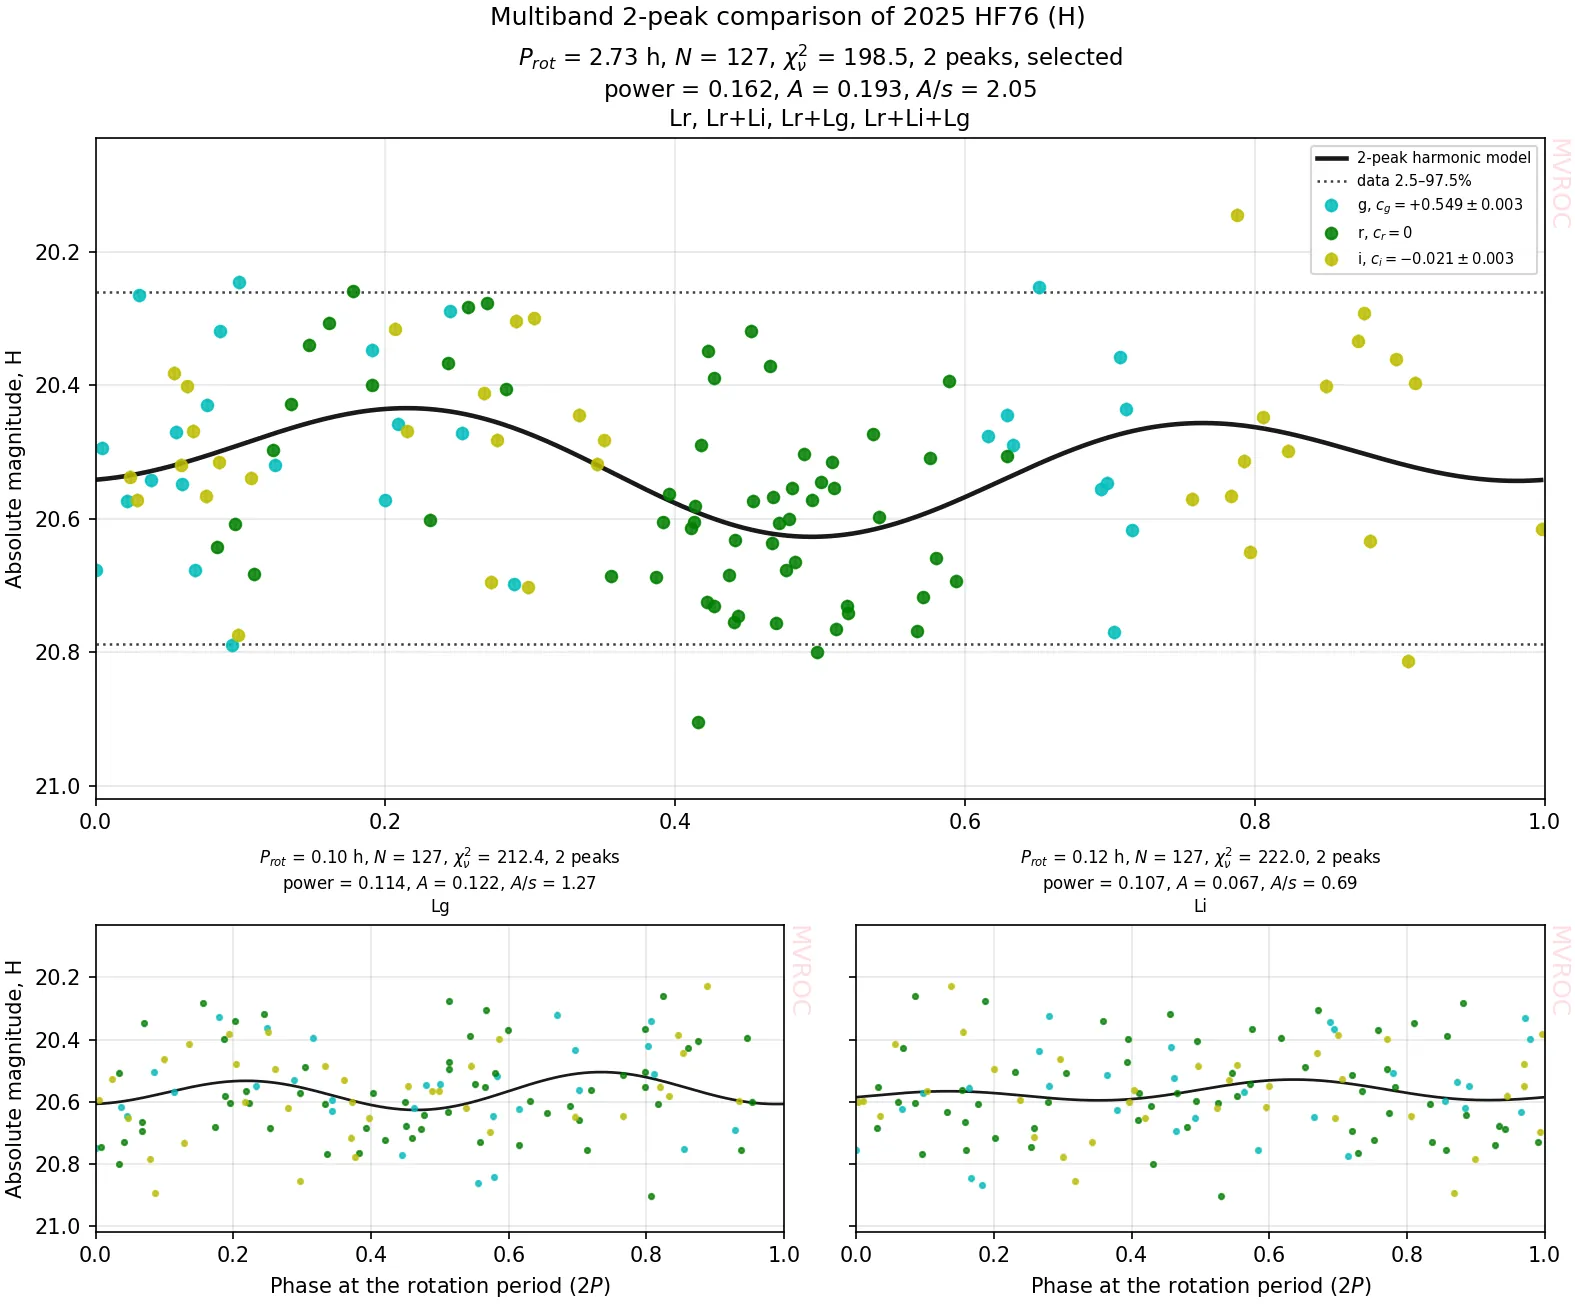 Multiband 2-peak comparison of 2025 HF76 (H)
P_rot = 2.73 h, N = 127, χ²_ν = 198.5, 2 peaks, selected
power = 0.162, A = 0.193, A/s = 2.05
Lr, Lr+Li, Lr+Lg, Lr+Li+Lg
2-peak harmonic model
data 2.5–97.5%
g, c_g = +0.549 ± 0.003
r, c_r = 0
i, c_i = −0.021 ± 0.003
MVROC
Absolute magnitude, H
20.2
20.4
20.6
20.8
21.0
0.0 0.2 0.4 0.6 0.8 1.0
P_rot = 0.10 h, N = 127, χ²_ν = 212.4, 2 peaks
power = 0.114, A = 0.122, A/s = 1.27
Lg
MVROC
Absolute magnitude, H
20.2
20.4
20.6
20.8
21.0
0.0 0.2 0.4 0.6 0.8 1.0
Phase at the rotation period (2P)
P_rot = 0.12 h, N = 127, χ²_ν = 222.0, 2 peaks
power = 0.107, A = 0.067, A/s = 0.69
Li
MVROC
0.0 0.2 0.4 0.6 0.8 1.0
Phase at the rotation period (2P)